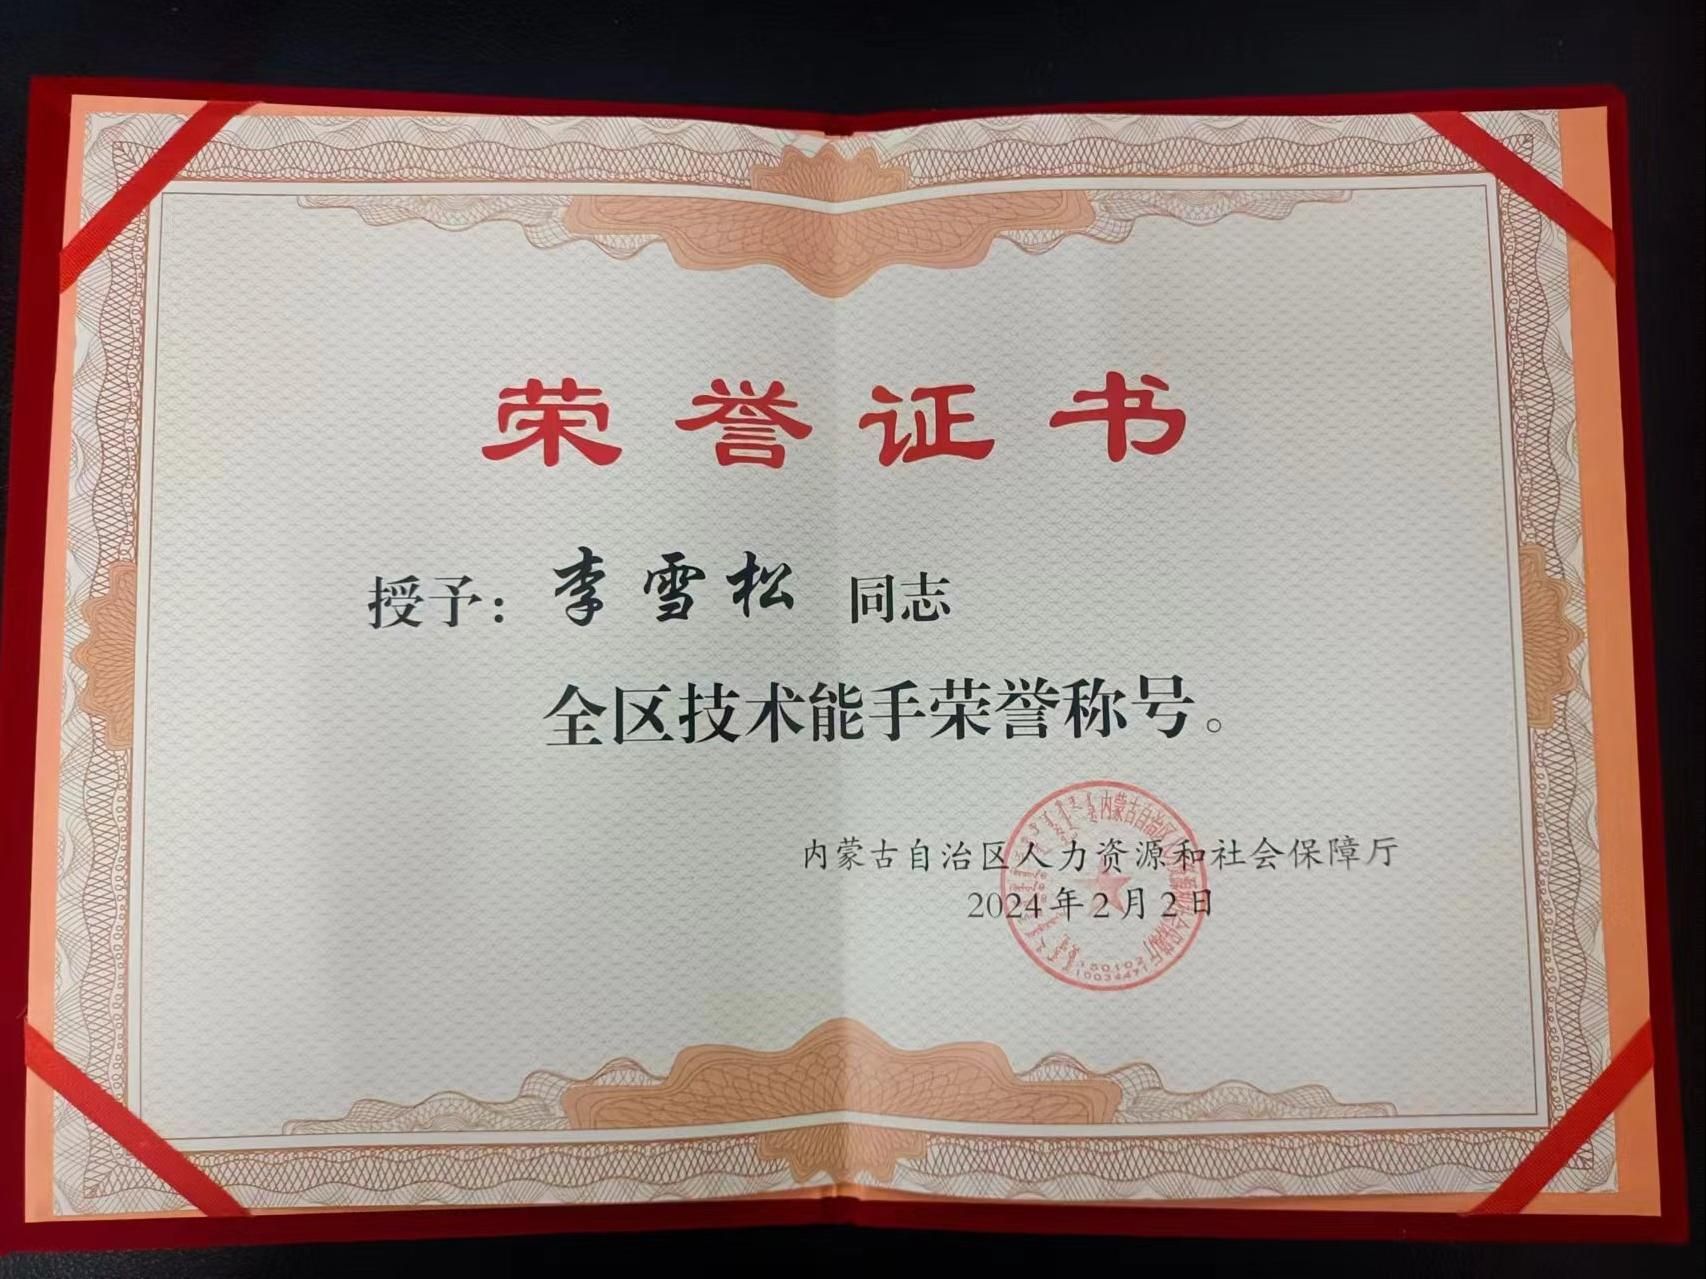 荣誉证书
授予：李雪松 同志
全区技术能手荣誉称号。
内蒙古自治区人力资源和社会保障厅
2024年2月2日